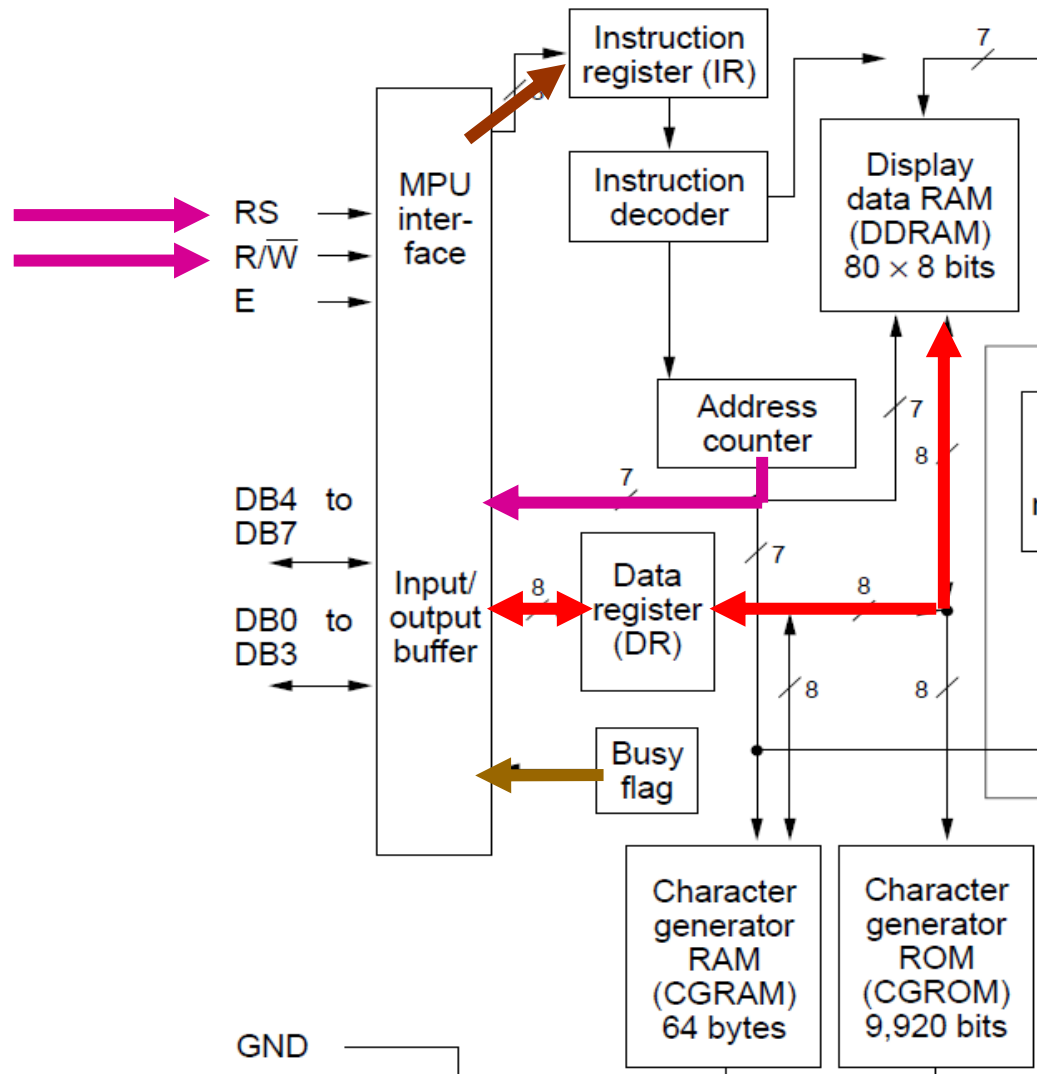 Instruction
register (IR)
7
8
MPU
inter-
face
Instruction
decoder
Display
data RAM
(DDRAM)
80 × 8 bits
RS
R/W̅
E
Address
counter
7
8
7
DB4 to
DB7
7
Input/
output
buffer
8
Data
register
(DR)
8
DB0 to
DB3
8
8
Busy
flag
Character
generator
RAM
(CGRAM)
64 bytes
Character
generator
ROM
(CGROM)
9,920 bits
GND